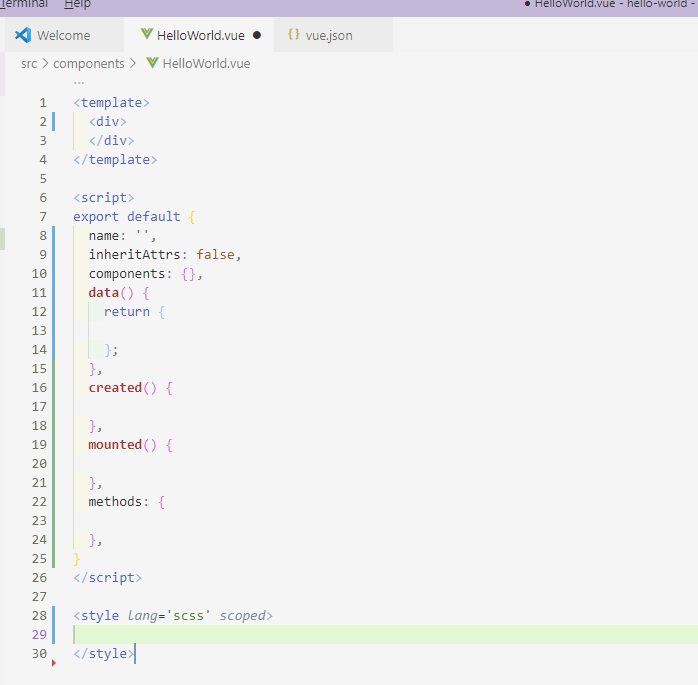 Terminal Help ● HelloWorld.vue - hello-world -
Welcome HelloWorld.vue ● {} vue.json
src > components > HelloWorld.vue
...
1 <template>
2 <div>
3 </div>
4 </template>
5
6 <script>
7 export default {
8 name: '',
9 inheritAttrs: false,
10 components: {},
11 data() {
12 return {
13
14 };
15 },
16 created() {
17
18 },
19 mounted() {
20
21 },
22 methods: {
23
24 },
25 }
26 </script>
27
28 <style lang='scss' scoped>
29
30 </style>